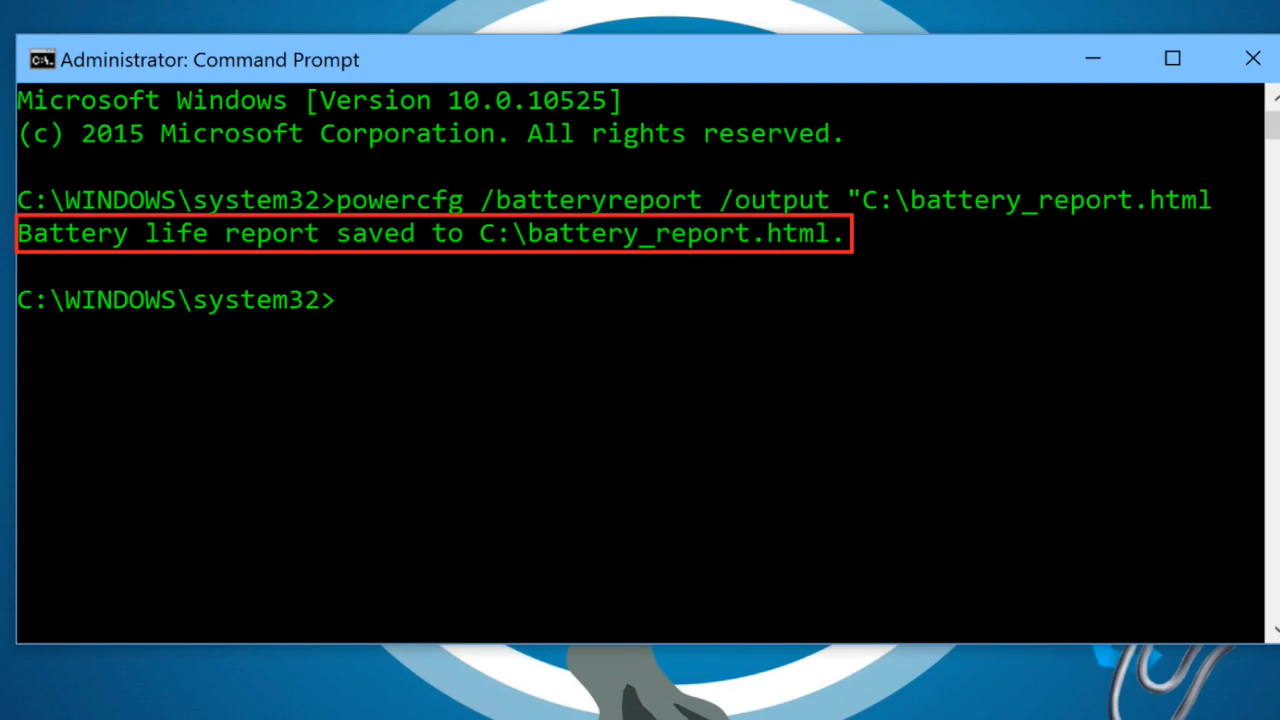 Administrator: Command Prompt
Microsoft Windows [Version 10.0.10525]
(c) 2015 Microsoft Corporation. All rights reserved.
C:\WINDOWS\system32>powercfg /batteryreport /output "C:\battery_report.html
Battery life report saved to C:\battery_report.html.
C:\WINDOWS\system32>